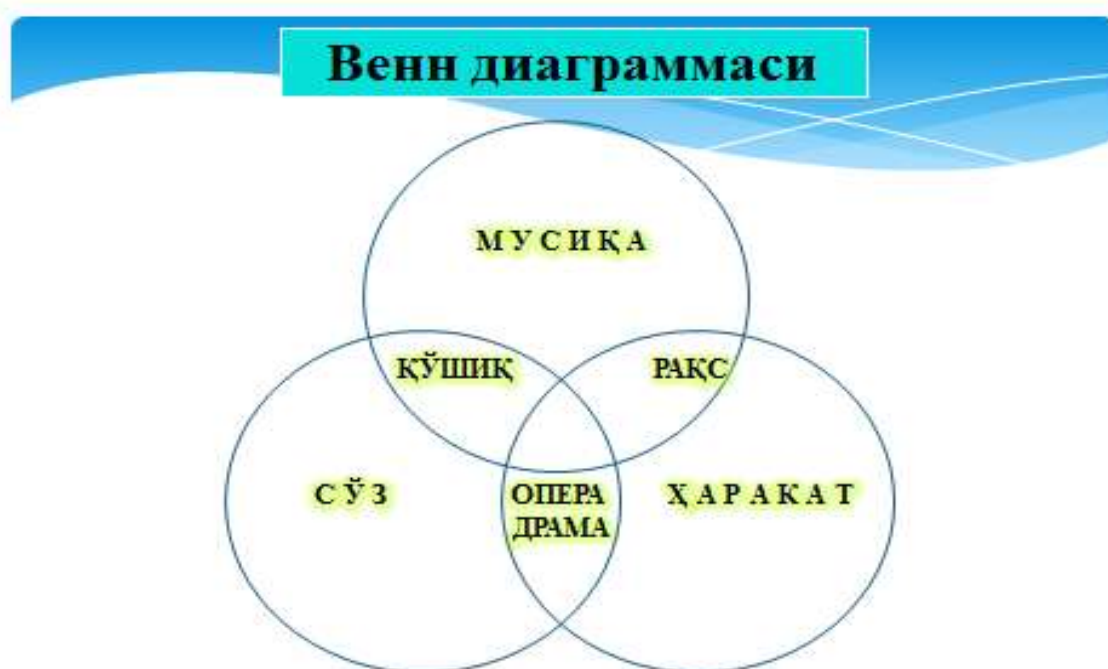 Венн диаграммаси
М У С И Қ А
ҚЎШИҚ РАҚС
С Ў З ОПЕРА Ҳ А Р А К А Т
ДРАМА